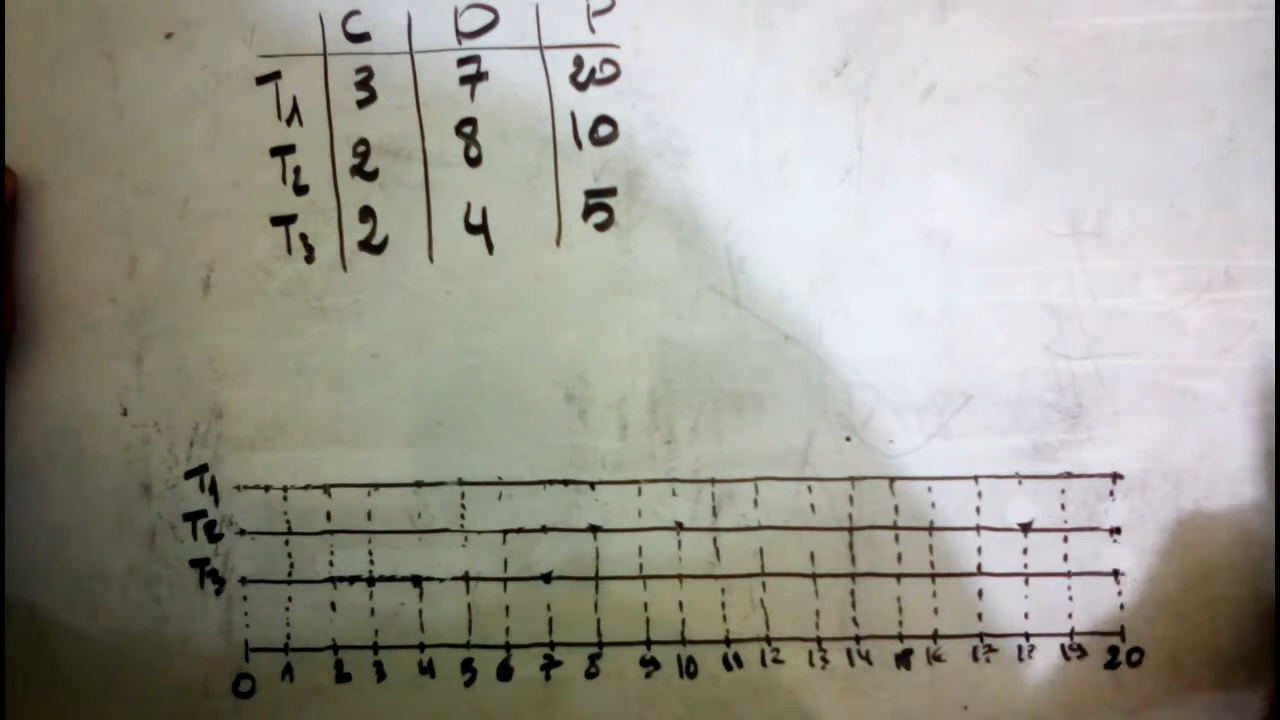 C D P
T1 3 7 20
T2 2 8 10
T3 2 4 5
T1
T2
T3
0 1 2 3 4 5 6 7 8 9 10 11 12 13 14 15 16 17 18 19 20